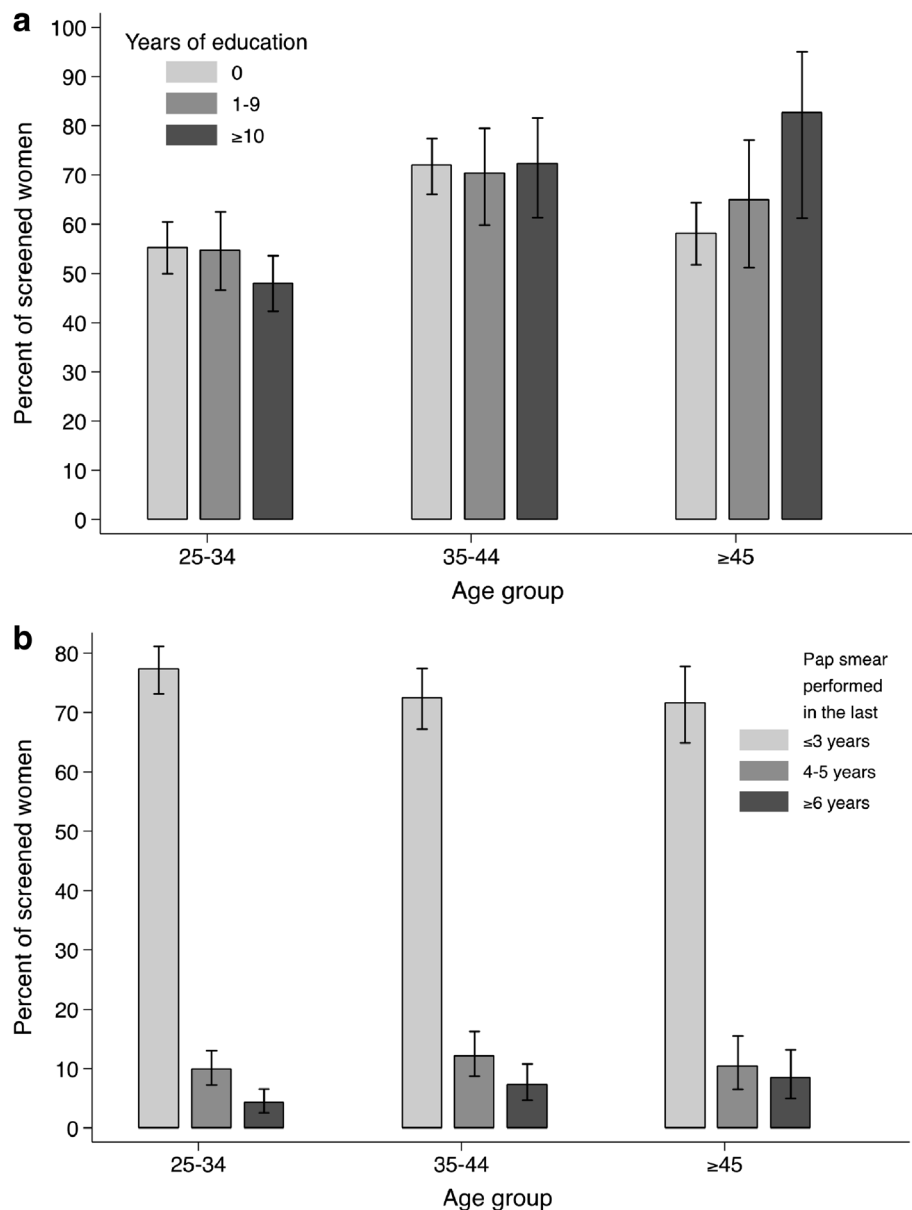 a
Years of education
0
1-9
≥10
Percent of screened women
100
90
80
70
60
50
40
30
20
10
0
25-34
35-44
≥45
Age group
b
Pap smear
performed
in the last
≤3 years
4-5 years
≥6 years
Percent of screened women
80
70
60
50
40
30
20
10
0
25-34
35-44
≥45
Age group